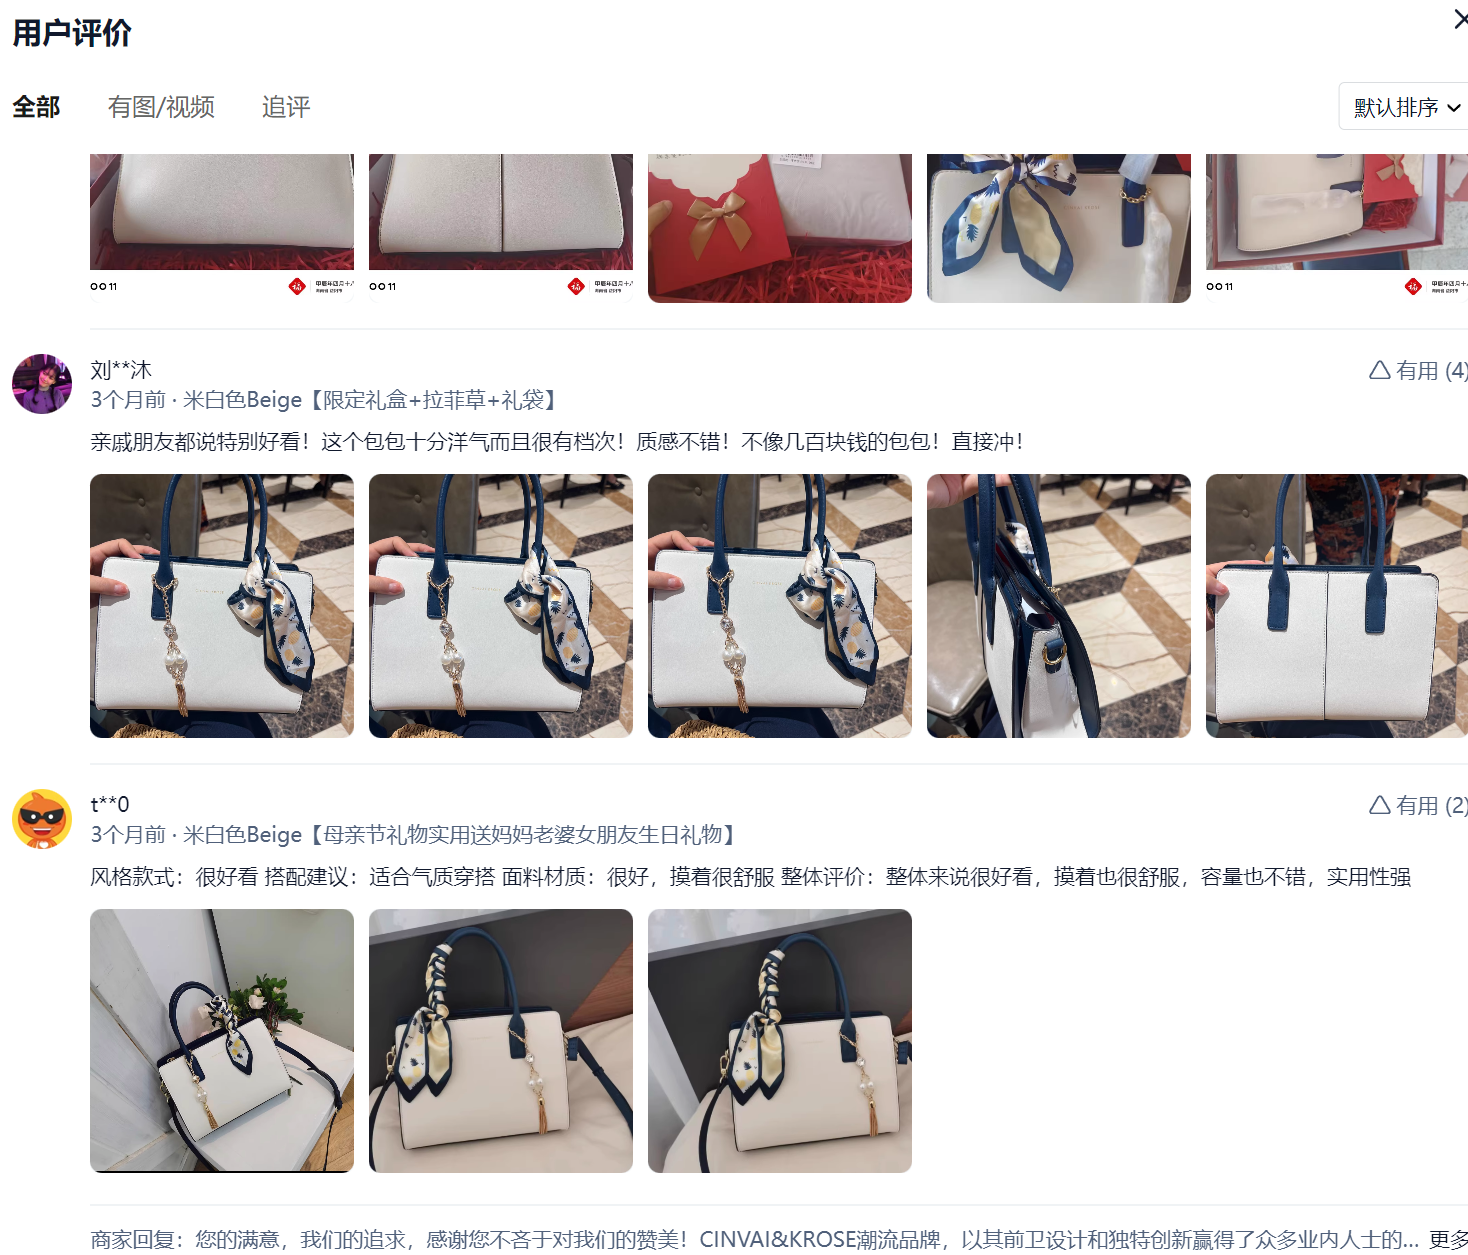 用户评价
全部 有图/视频 追评
默认排序
11 福
11 福
11 福
刘**沐
有用 (4)
3个月前 · 米白色Beige【限定礼盒+拉菲草+礼袋】
亲戚朋友都说特别好看！这个包包十分洋气而且很有档次！质感不错！不像几百块钱的包包！直接冲！
t**0
有用 (2)
3个月前 · 米白色Beige【母亲节礼物实用送妈妈老婆女朋友生日礼物】
风格款式：很好看 搭配建议：适合气质穿搭 面料材质：很好，摸着很舒服 整体评价：整体来说很好看，摸着也很舒服，容量也不错，实用性强
商家回复：您的满意，我们的追求，感谢您不吝于对我们的赞美！CINVAI&KROSE潮流品牌，以其前卫设计和独特创新赢得了众多业内人士的... 更多